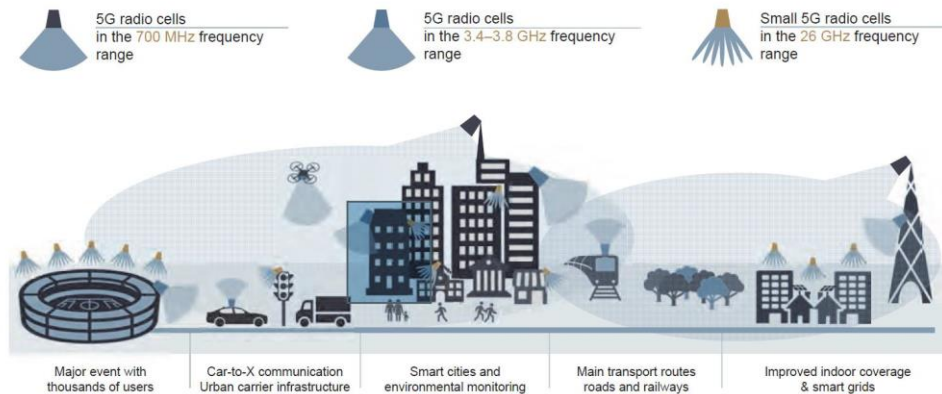 5G radio cells
in the 700 MHz frequency
range
5G radio cells
in the 3.4–3.8 GHz frequency
range
Small 5G radio cells
in the 26 GHz frequency
range
Major event with
thousands of users
Car-to-X communication
Urban carrier infrastructure
Smart cities and
environmental monitoring
Main transport routes
roads and railways
Improved indoor coverage
& smart grids